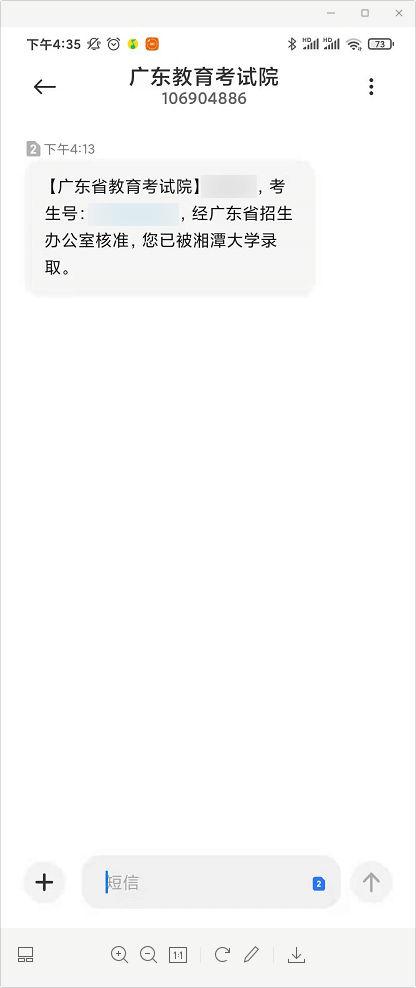 下午4:35
73
广东教育考试院
106904886
2 下午4:13
【广东省教育考试院】 ，考
生号： ，经广东省招生
办公室核准，您已被湘潭大学录
取。
短信
2
1:1